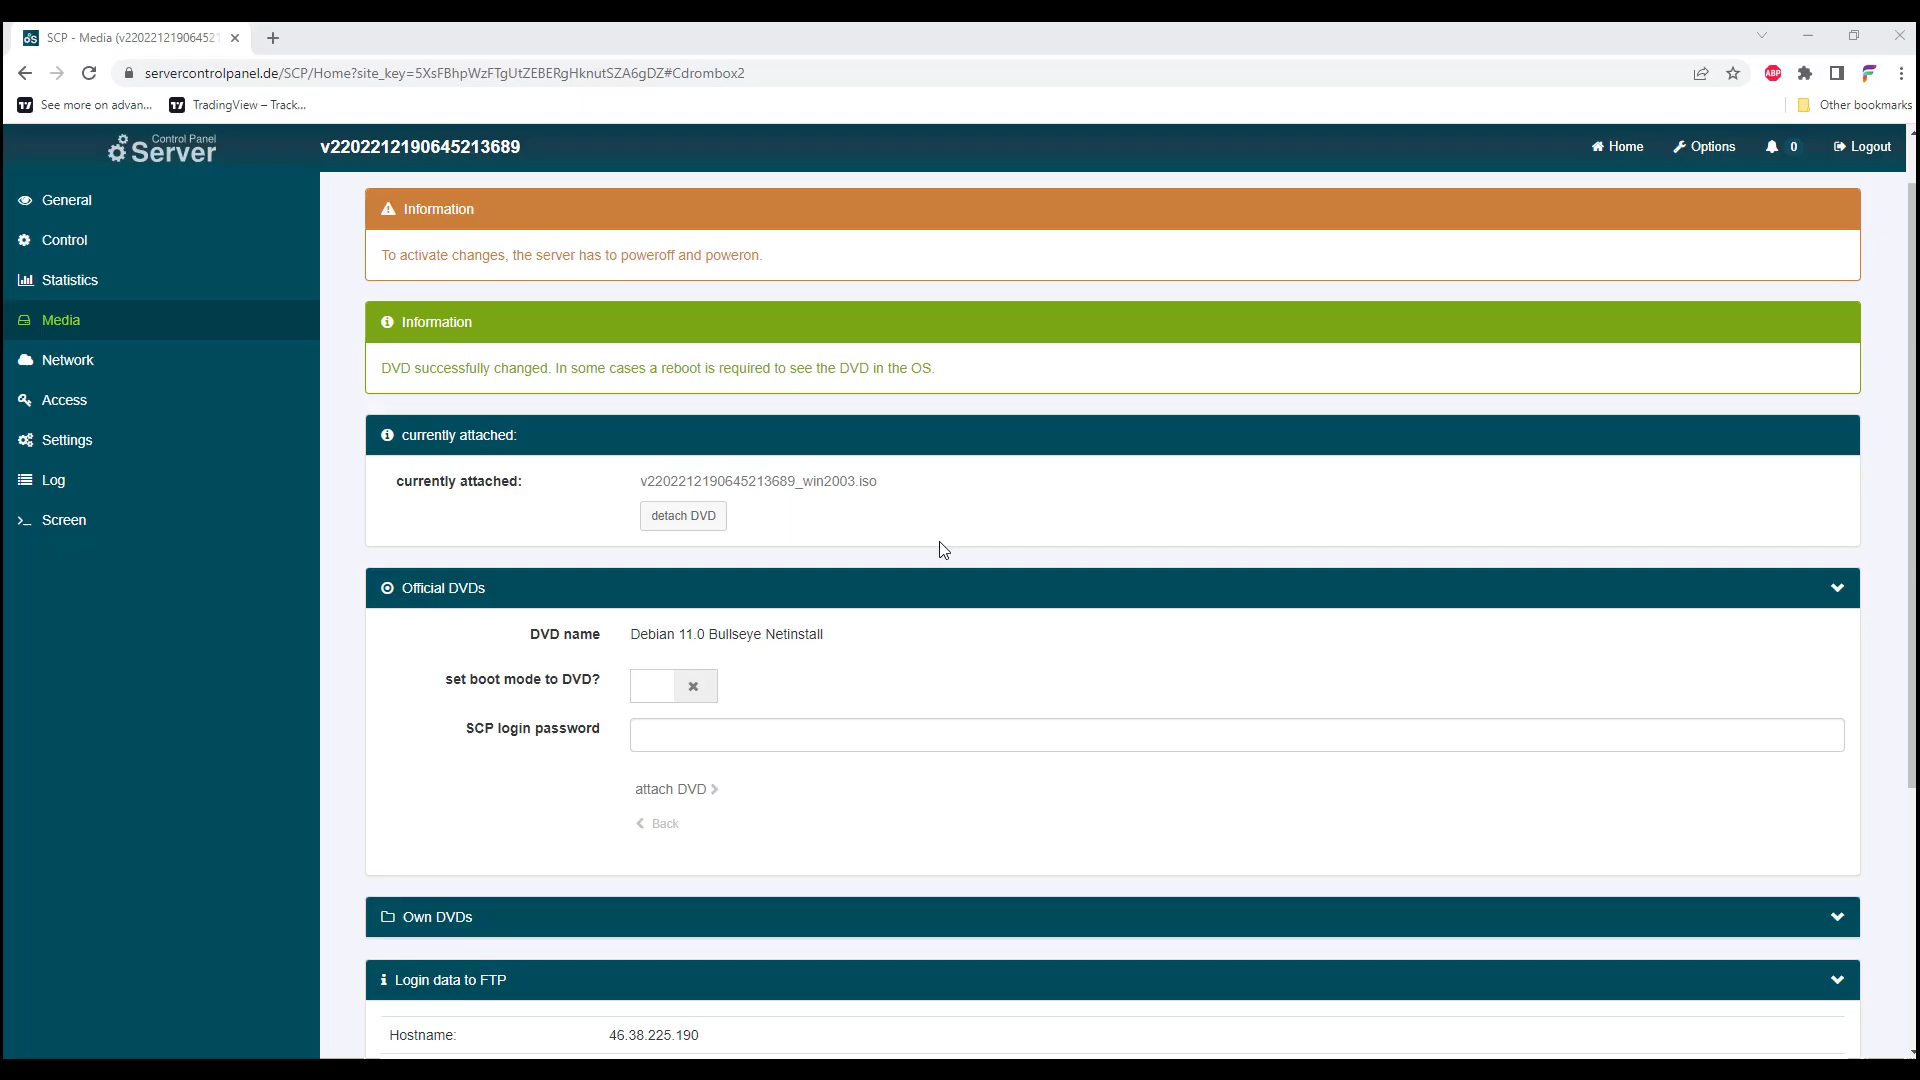 SCP - Media (v220221219064521
servercontrolpanel.de/SCP/Home?site_key=5XsFBhpWzFTgUtZEBERgHknutSZA6gDZ#Cdrombox2
ABP
See more on advan...
TradingView – Track...
Other bookmarks
Control Panel
Server
v2202212190645213689
Home
Options
0
Logout
General
Control
Statistics
Media
Network
Access
Settings
Log
Screen
Information
To activate changes, the server has to poweroff and poweron.
Information
DVD successfully changed. In some cases a reboot is required to see the DVD in the OS.
currently attached:
currently attached: v2202212190645213689_win2003.iso
detach DVD
Official DVDs
DVD name Debian 11.0 Bullseye Netinstall
set boot mode to DVD?
SCP login password
attach DVD
Back
Own DVDs
Login data to FTP
Hostname: 46.38.225.190